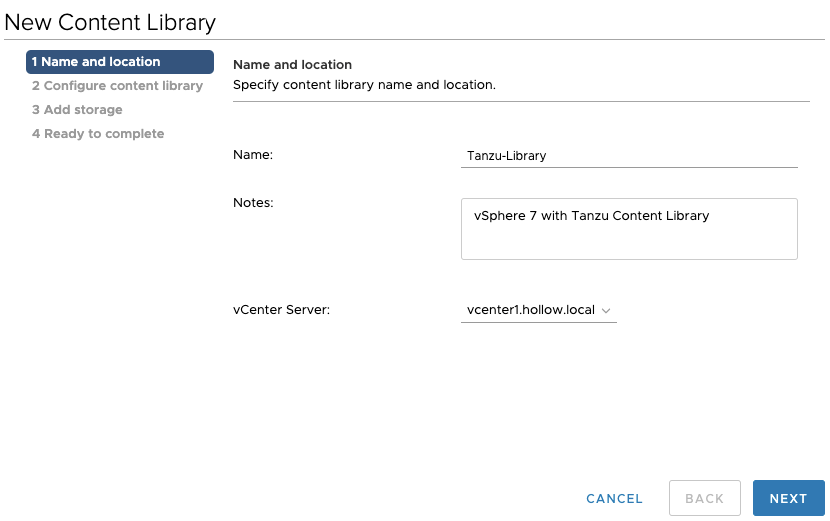 New Content Library
1 Name and location
2 Configure content library
3 Add storage
4 Ready to complete
Name and location
Specify content library name and location.
Name: Tanzu-Library
Notes: vSphere 7 with Tanzu Content Library
vCenter Server: vcenter1.hollow.local
CANCEL BACK NEXT